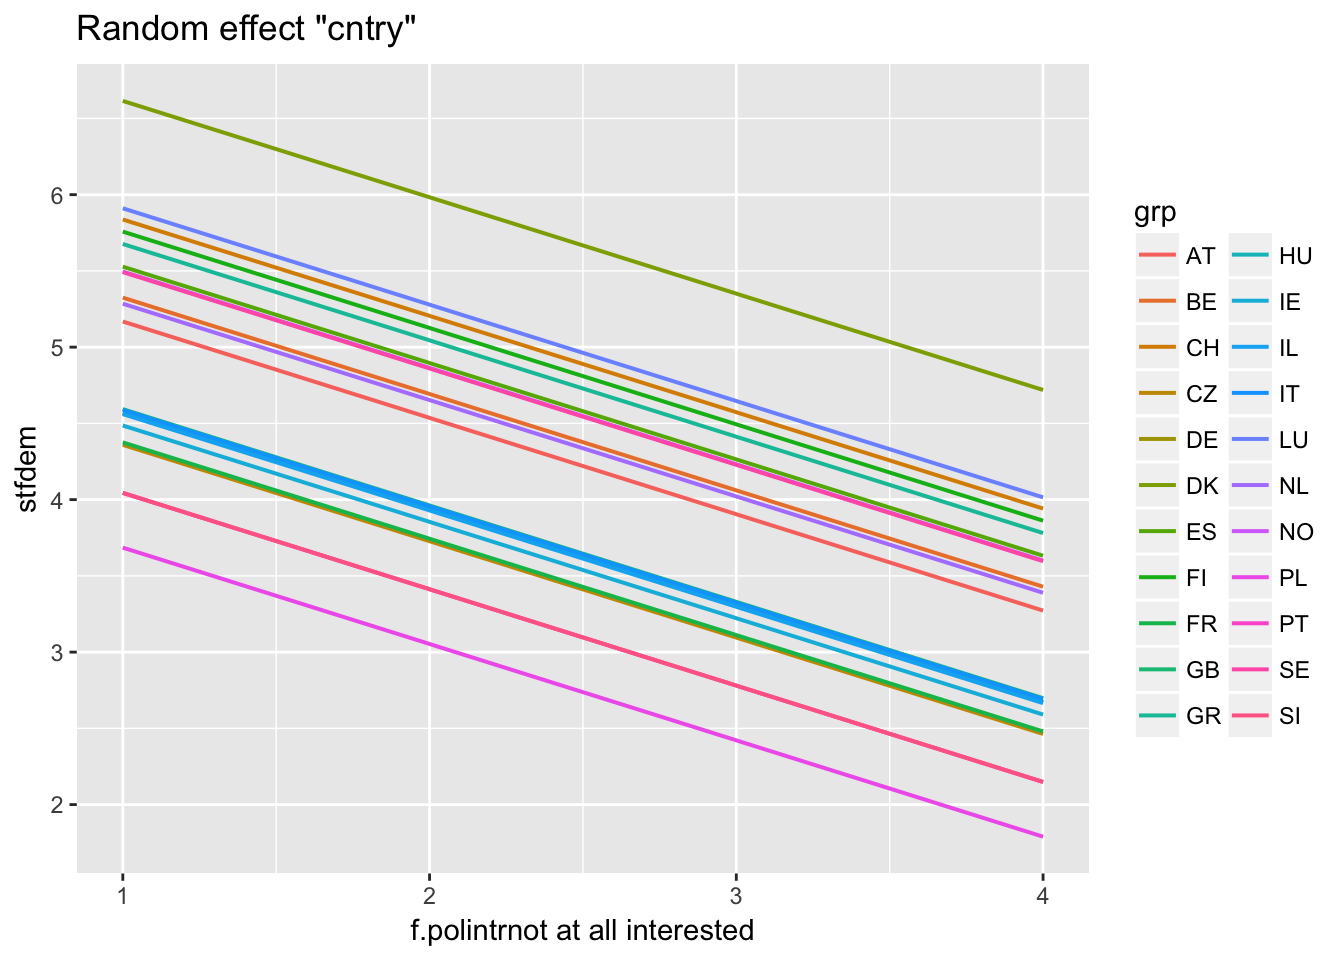 Random effect "cntry"
6
5
4
3
2
stfdem
1 2 3 4
f.polintrnot at all interested
grp
AT HU
BE IE
CH IL
CZ IT
DE LU
DK NL
ES NO
FI PL
FR PT
GB SE
GR SI